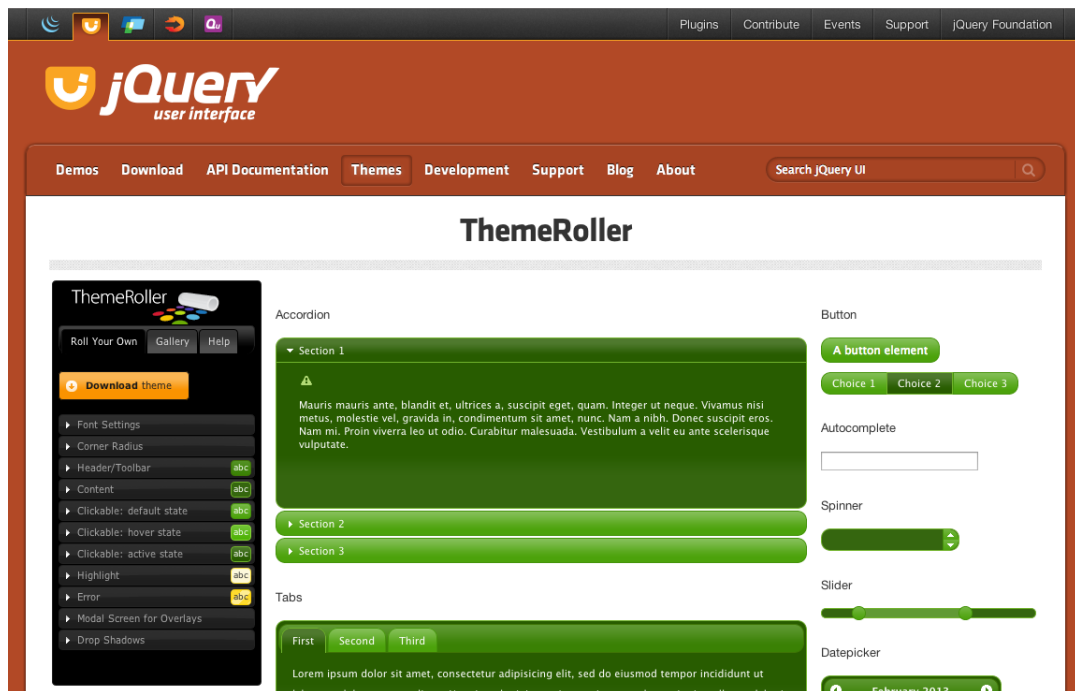 Qu
Plugins Contribute Events Support jQuery Foundation
jQuery
user interface
Demos Download API Documentation Themes Development Support Blog About Search jQuery UI
ThemeRoller
ThemeRoller
Roll Your Own Gallery Help
Download theme
Font Settings
Corner Radius
Header/Toolbar abc
Content abc
Clickable: default state abc
Clickable: hover state abc
Clickable: active state abc
Highlight abc
Error abc
Modal Screen for Overlays
Drop Shadows
Accordion
Section 1
Mauris mauris ante, blandit et, ultrices a, suscipit eget, quam. Integer ut neque. Vivamus nisi
metus, molestie vel, gravida in, condimentum sit amet, nunc. Nam a nibh. Donec suscipit eros.
Nam mi. Proin viverra leo ut odio. Curabitur malesuada. Vestibulum a velit eu ante scelerisque
vulputate.
Section 2
Section 3
Tabs
First Second Third
Lorem ipsum dolor sit amet, consectetur adipisicing elit, sed do eiusmod tempor incididunt ut
Button
A button element
Choice 1 Choice 2 Choice 3
Autocomplete
Spinner
Slider
Datepicker
February 2013